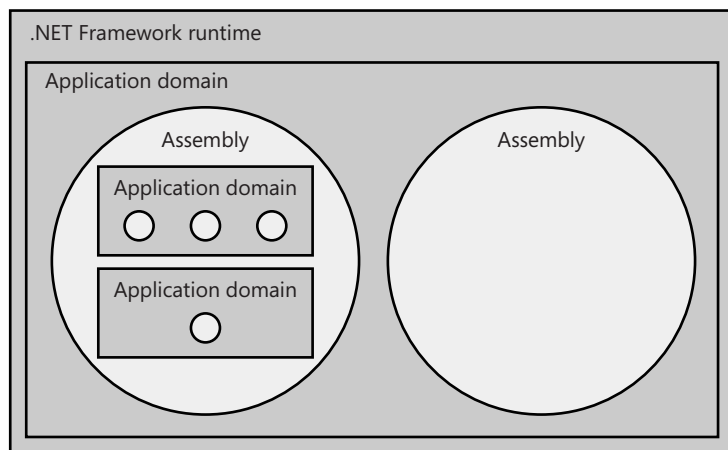 .NET Framework runtime
Application domain
Assembly
Application domain
Application domain
Assembly